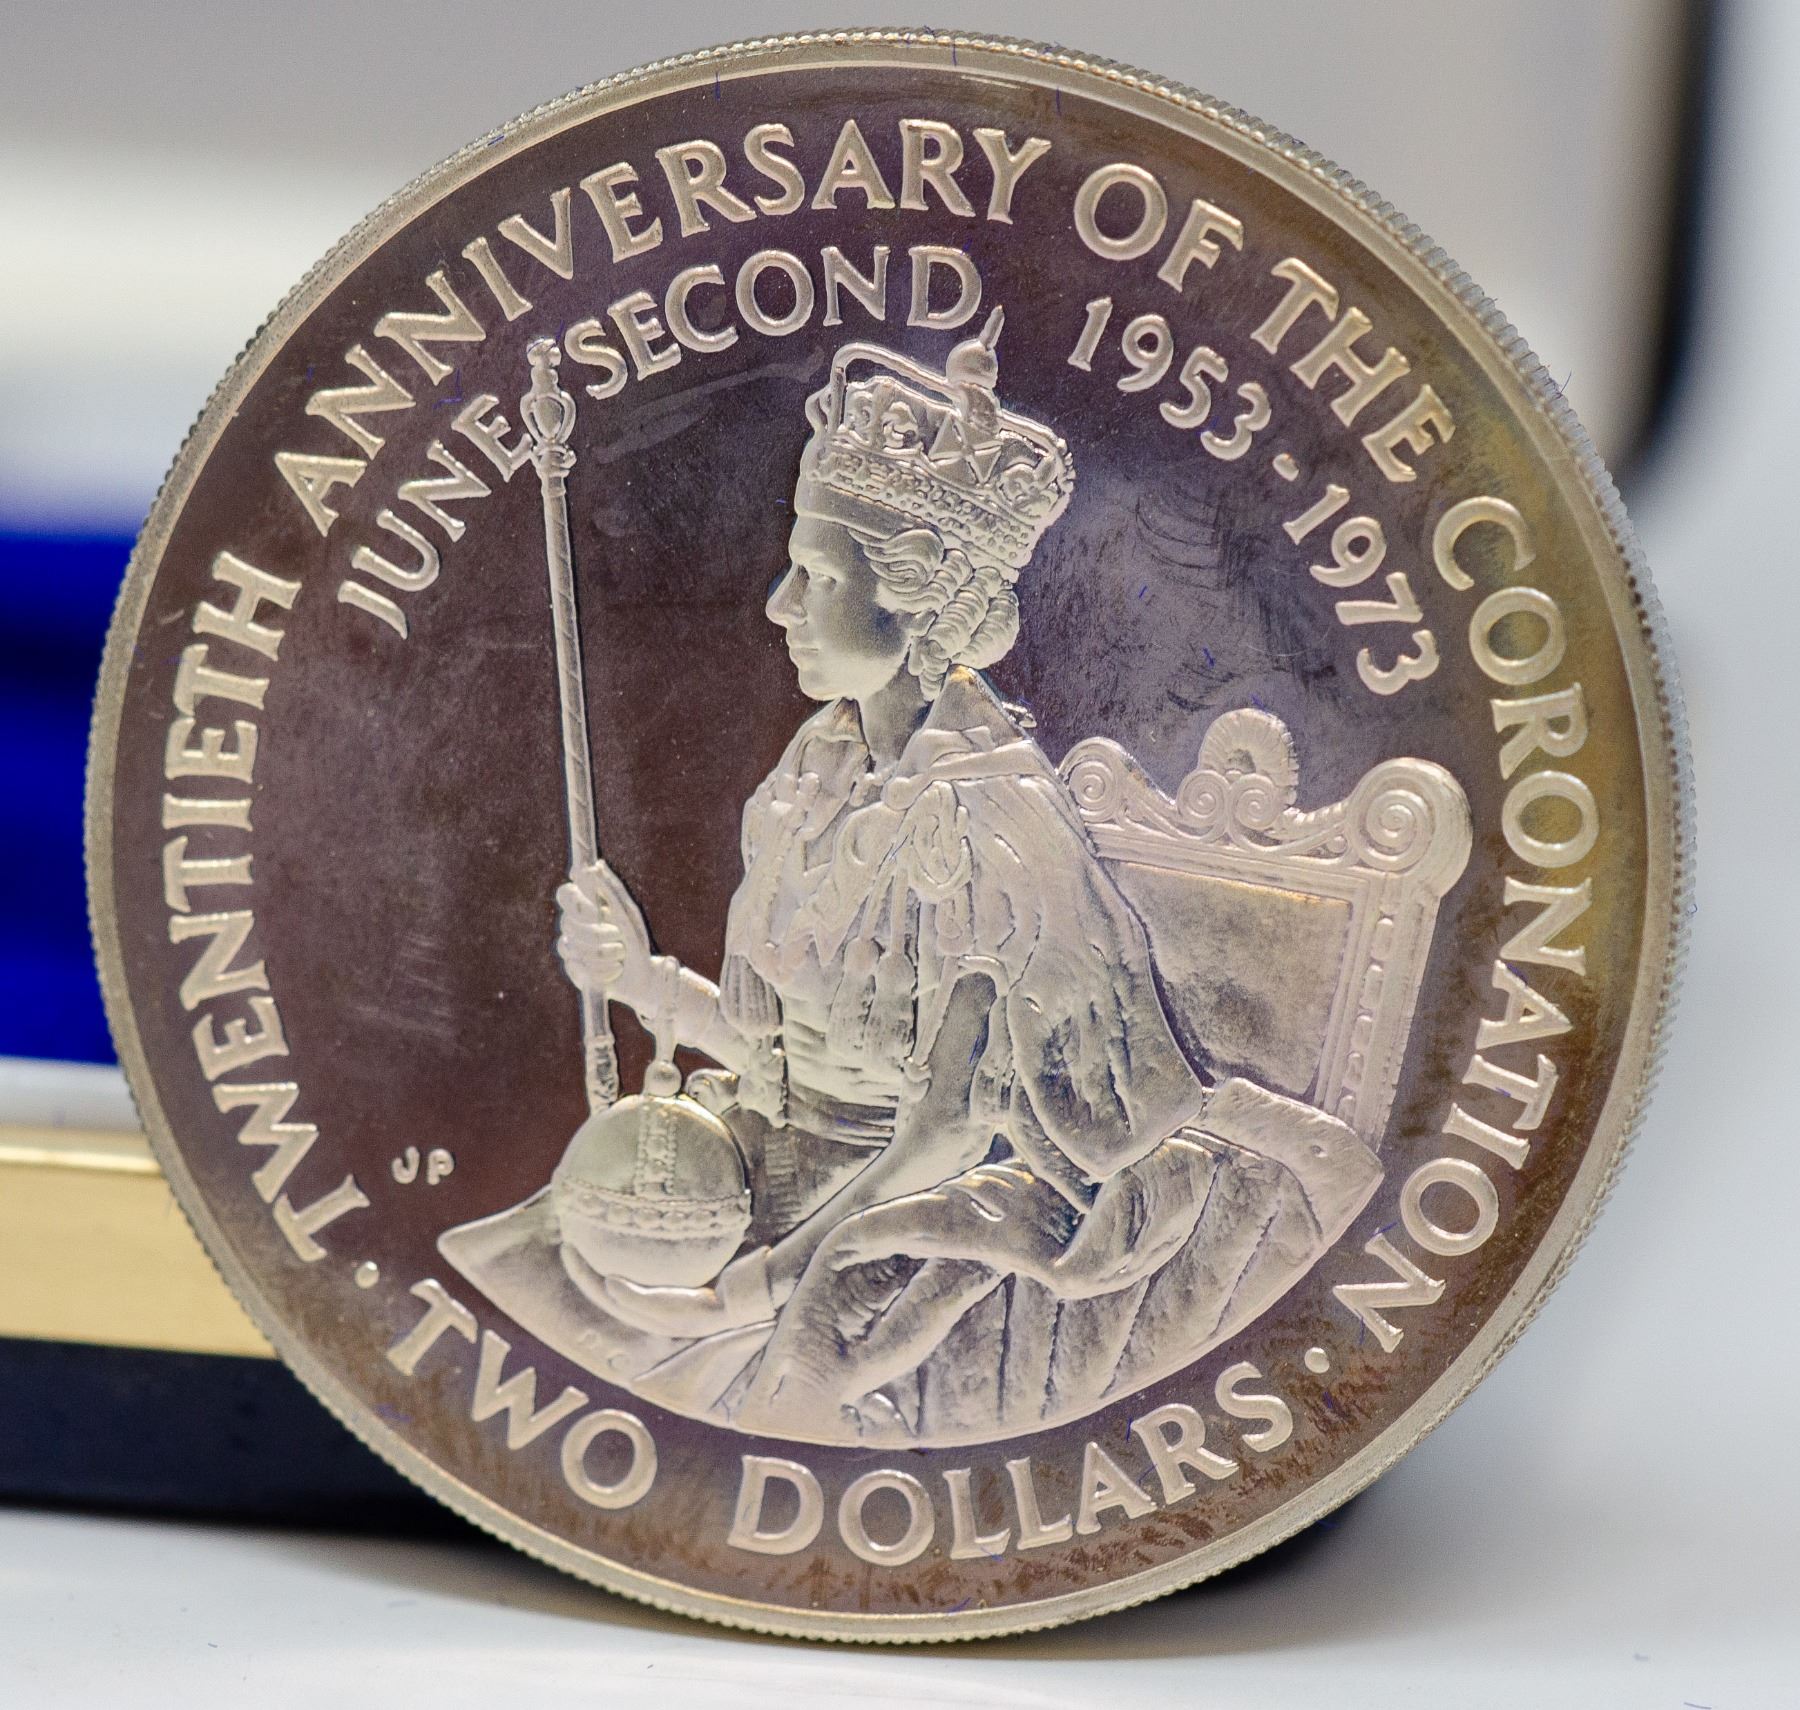 TWENTIETH ANNIVERSARY OF THE CORONATION
JUNE SECOND, 1953-1973
JP
· TWO DOLLARS ·